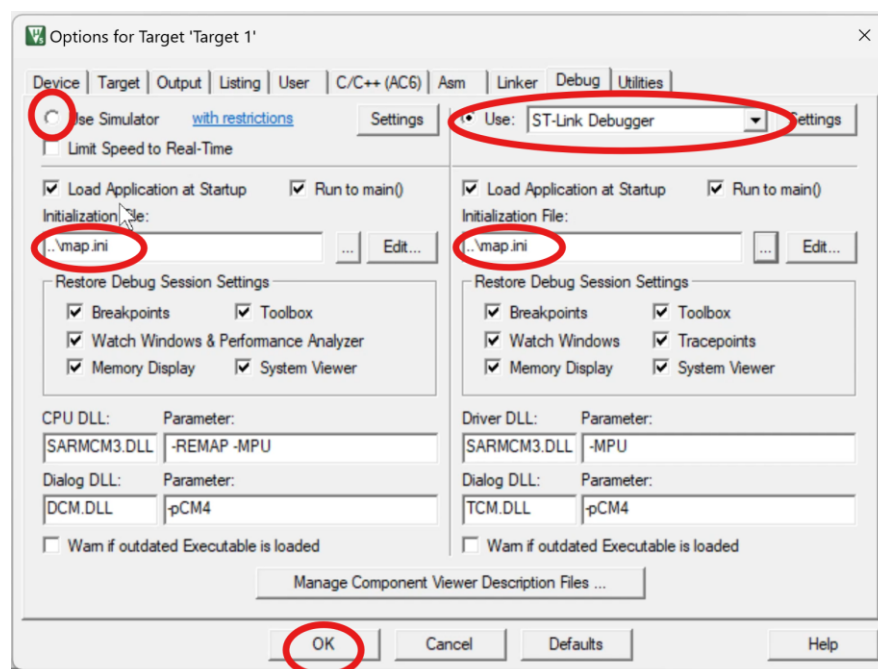 Options for Target 'Target 1'
Device Target Output Listing User C/C++ (AC6) Asm Linker Debug Utilities
Use Simulator with restrictions Settings Use: ST-Link Debugger Settings
Limit Speed to Real-Time
Load Application at Startup Run to main() Load Application at Startup Run to main()
Initialization File: Initialization File:
..\map.ini ... Edit... ..\map.ini ... Edit...
Restore Debug Session Settings Restore Debug Session Settings
Breakpoints Toolbox Breakpoints Toolbox
Watch Windows & Performance Analyzer Watch Windows Tracepoints
Memory Display System Viewer Memory Display System Viewer
CPU DLL: Parameter: Driver DLL: Parameter:
SARMCM3.DLL -REMAP -MPU SARMCM3.DLL -MPU
Dialog DLL: Parameter: Dialog DLL: Parameter:
DCM.DLL -pCM4 TCM.DLL -pCM4
Warn if outdated Executable is loaded Warn if outdated Executable is loaded
Manage Component Viewer Description Files ...
OK Cancel Defaults Help